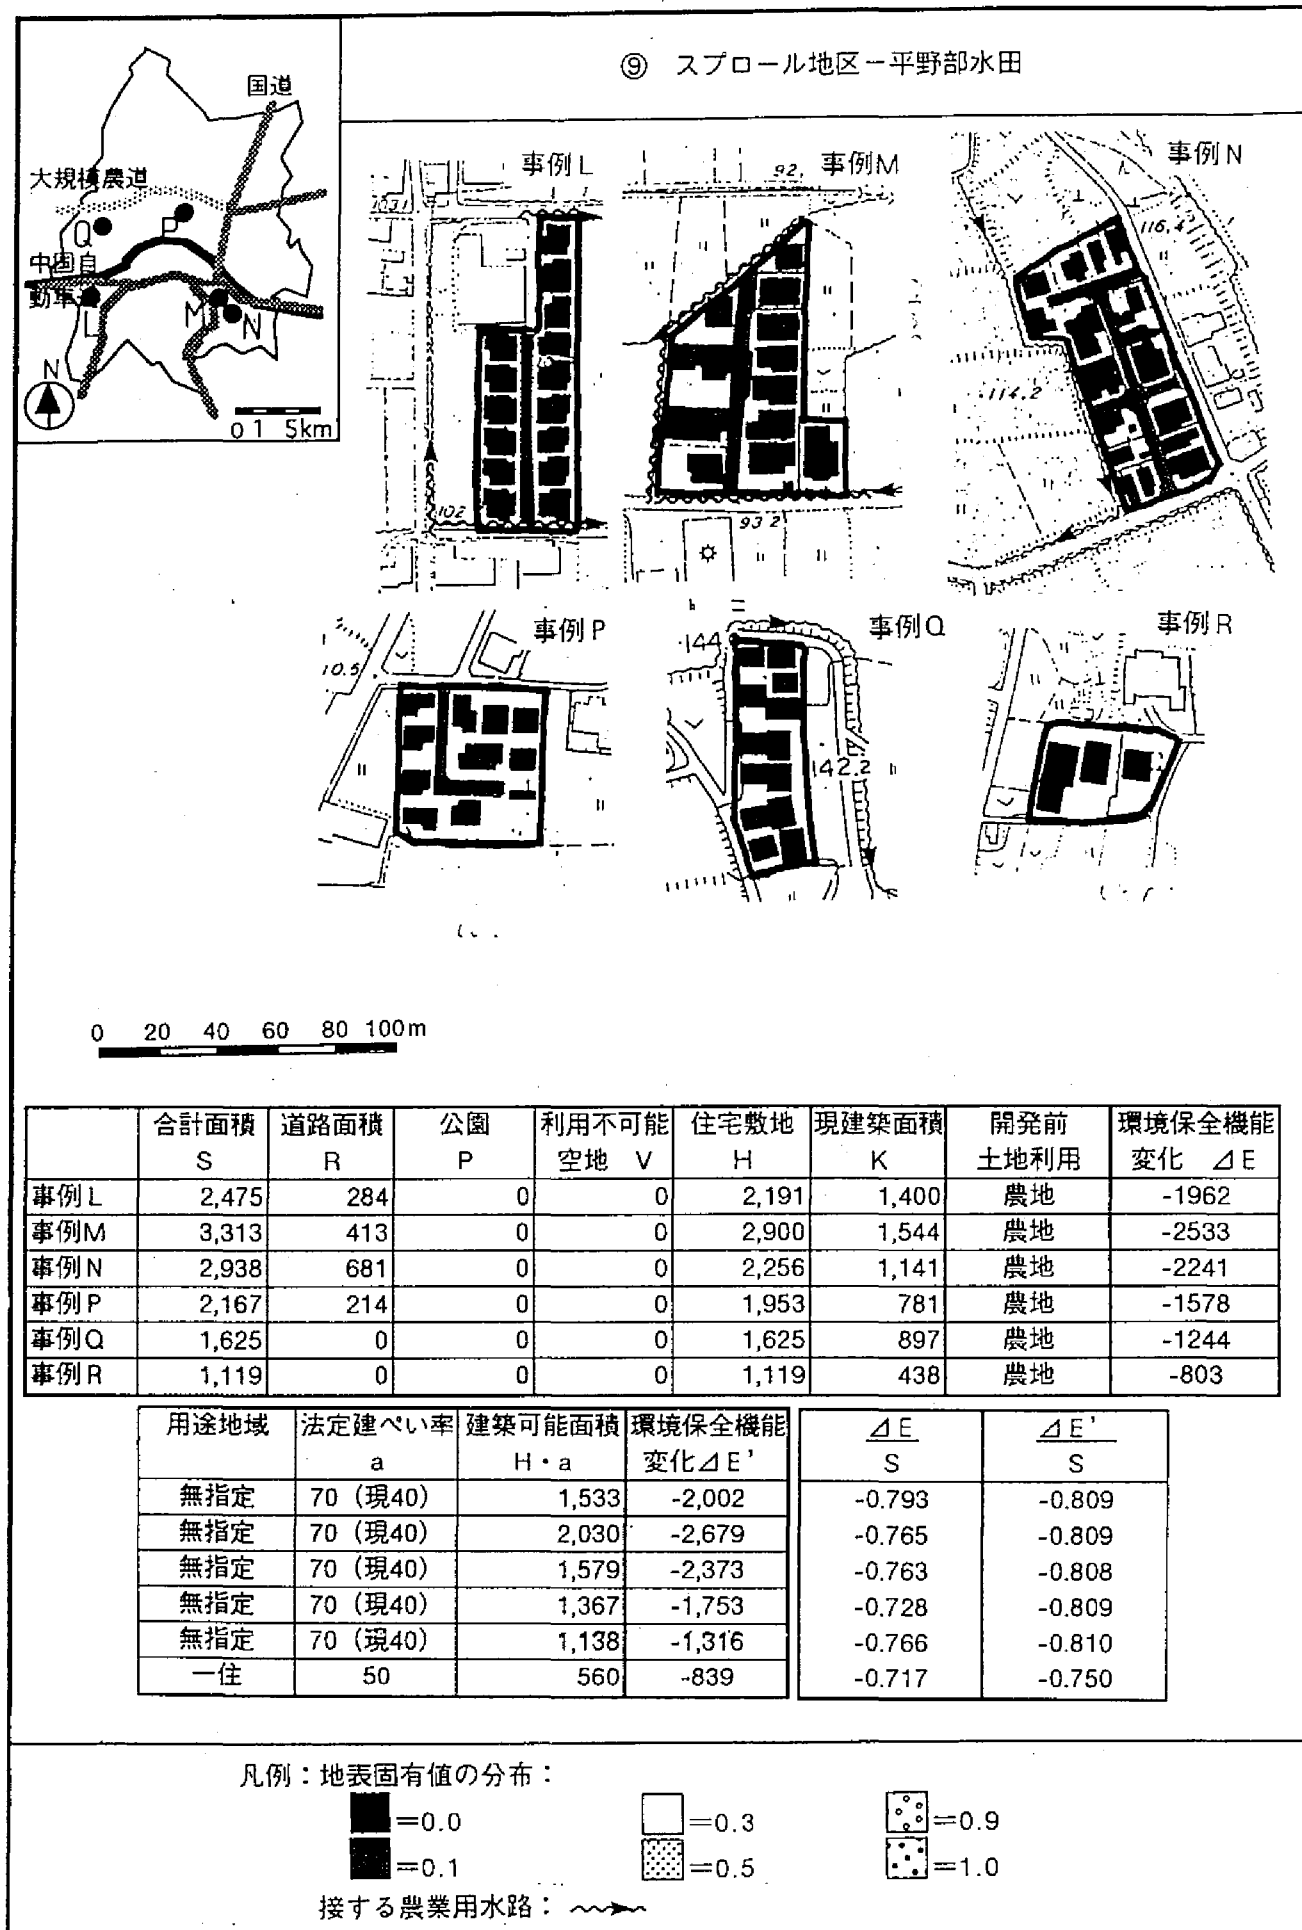 ⑨ スプロール地区－平野部水田
国道
大規模農道
Q
P
中国自
動車道
L
M
N
N
0 1 5km
事例L
事例M
事例N
92.
116.4
114.2
102
93.2
事例P
事例Q
事例R
10.5
144
142.2
0 20 40 60 80 100m
合計面積 道路面積 公園 利用不可能 住宅敷地 現建築面積 開発前 環境保全機能
S R P 空地 V H K 土地利用 変化 ⊿E
事例L 2,475 284 0 0 2,191 1,400 農地 -1962
事例M 3,313 413 0 0 2,900 1,544 農地 -2533
事例N 2,938 681 0 0 2,256 1,141 農地 -2241
事例P 2,167 214 0 0 1,953 781 農地 -1578
事例Q 1,625 0 0 0 1,625 897 農地 -1244
事例R 1,119 0 0 0 1,119 438 農地 -803
用途地域 法定建ぺい率 建築可能面積 環境保全機能 ⊿E ⊿E'
a H・a 変化⊿E' S S
無指定 70（現40） 1,533 -2,002 -0.793 -0.809
無指定 70（現40） 2,030 -2,679 -0.765 -0.809
無指定 70（現40） 1,579 -2,373 -0.763 -0.808
無指定 70（現40） 1,367 -1,753 -0.728 -0.809
無指定 70（現40） 1,138 -1,316 -0.766 -0.810
一住 50 560 -839 -0.717 -0.750
凡例：地表固有値の分布：
=0.0 =0.3 =0.9
=0.1 =0.5 =1.0
接する農業用水路：